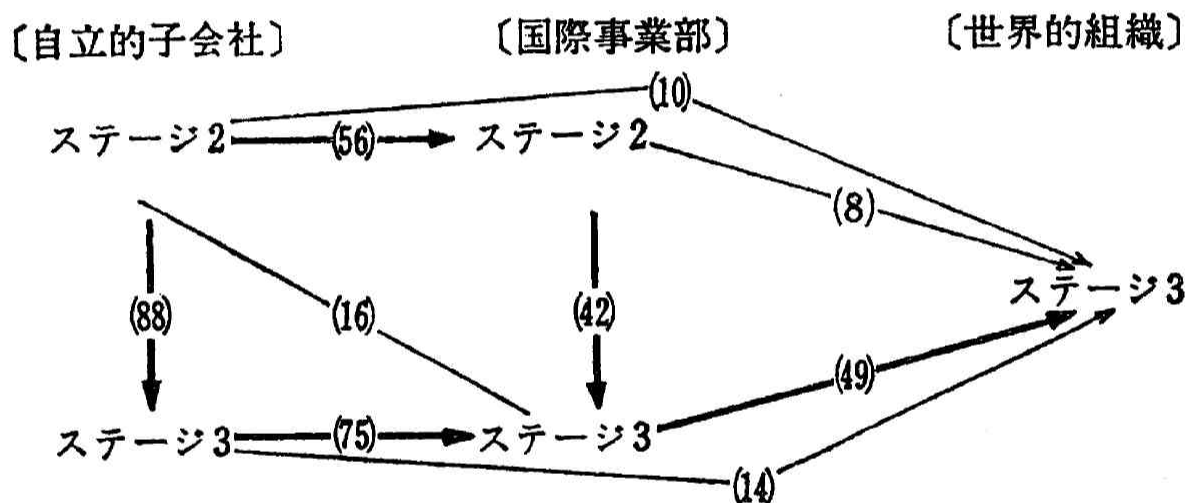 〔自立的子会社〕 〔国際事業部〕 〔世界的組織〕
(10)
ステージ2 (56) ステージ2
(8)
ステージ3
(88) (16) (42)
(49)
ステージ3 (75) ステージ3
(14)